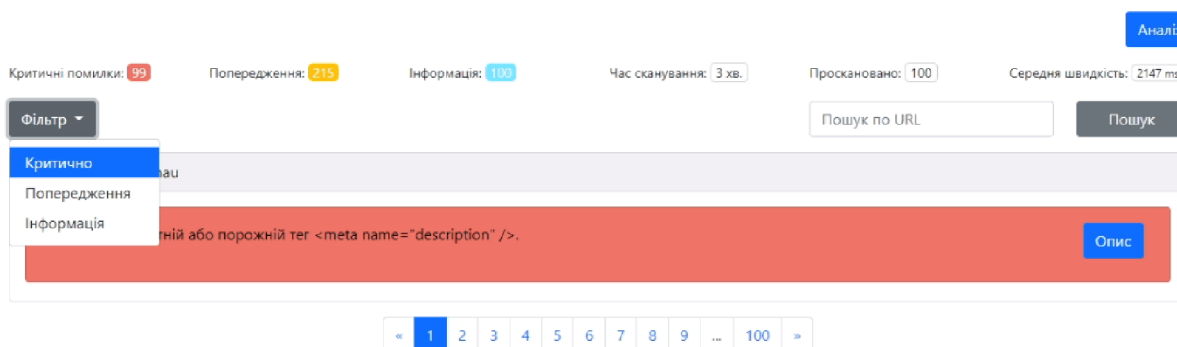 Аналіз
Критичні помилки: 99 Попередження: 215 Інформація: 100 Час сканування: 3 хв. Проскановано: 100 Середня швидкість: 2147 ms
Фільтр Пошук по URL Пошук
Критично
nau
Попередження
Інформація
тній або порожній тег <meta name="description" />.
Опис
« 1 2 3 4 5 6 7 8 9 ... 100 »